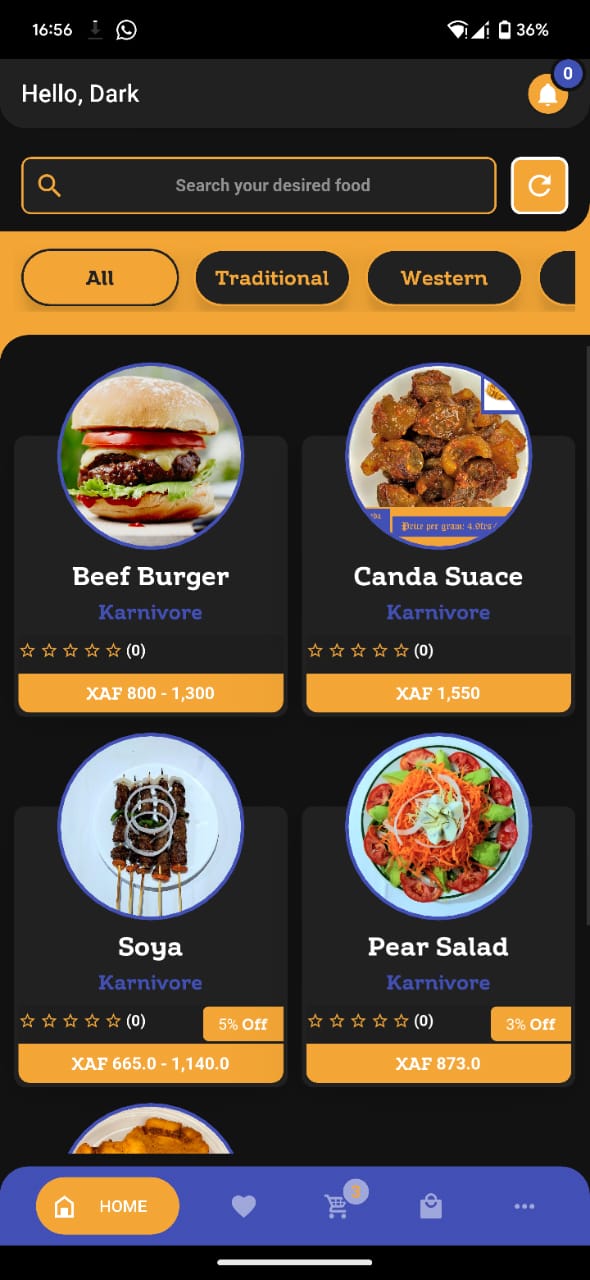 16:56
36%
Hello, Dark
0
Search your desired food
All
Traditional
Western
Price per gram: 4.0frs
Beef Burger
Canda Suace
Karnivore
Karnivore
(0)
(0)
XAF 800 - 1,300
XAF 1,550
Soya
Pear Salad
Karnivore
Karnivore
(0)
5% Off
(0)
3% Off
XAF 665.0 - 1,140.0
XAF 873.0
HOME
3